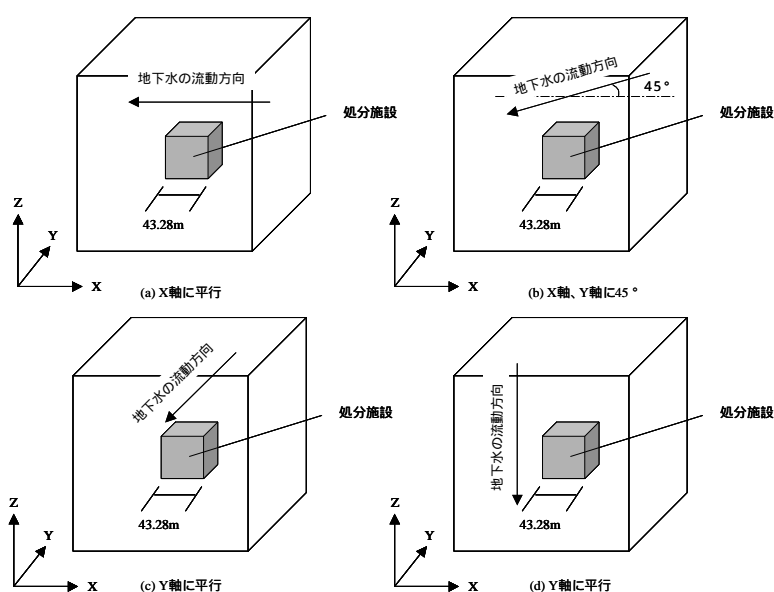 地下水の流動方向
処分施設
43.28m
Z
Y
X
(a) X軸に平行
地下水の流動方向
45°
処分施設
43.28m
Z
Y
X
(b) X軸、Y軸に45°
地下水の流動方向
処分施設
43.28m
Z
Y
X
(c) Y軸に平行
地下水の流動方向
処分施設
43.28m
Z
Y
X
(d) Y軸に平行